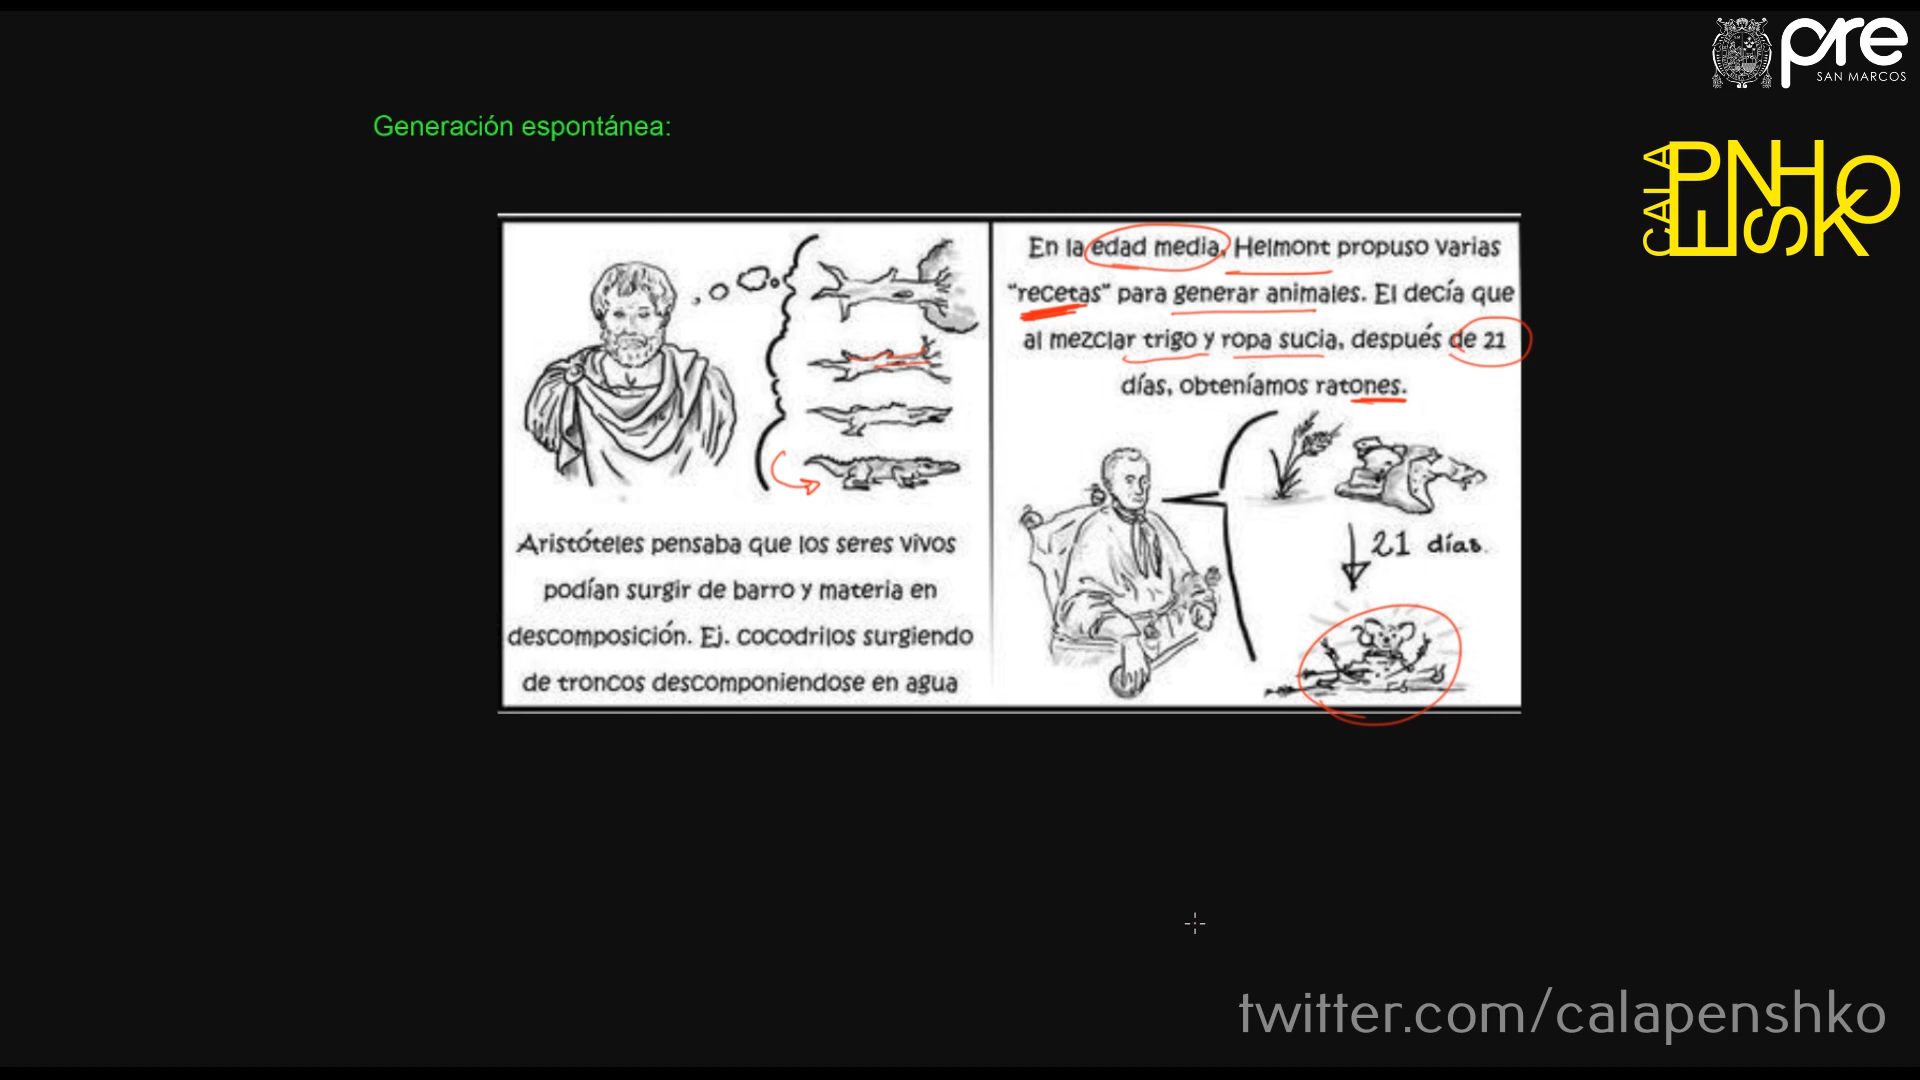 pre
SAN MARCOS
Generación espontánea:
CALA
PENSHKO
En la edad media, Helmont propuso varias
"recetas" para generar animales. El decía que
al mezclar trigo y ropa sucia, después de 21
días, obteníamos ratones.
21 días.
Aristóteles pensaba que los seres vivos
podían surgir de barro y materia en
descomposición. Ej. cocodrilos surgiendo
de troncos descomponiendose en agua
twitter.com/calapenshko